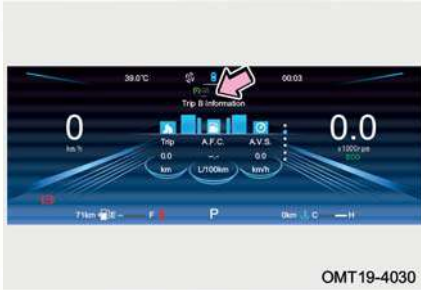 39.0°C 00:03
Trip B Information
0 0.0
km/h x1000rpm
ECO
Trip A.F.C. A.V.S.
0.0 --.- 0.0
km L/100km km/h
71km E F P 0km C H
OMT19-4030